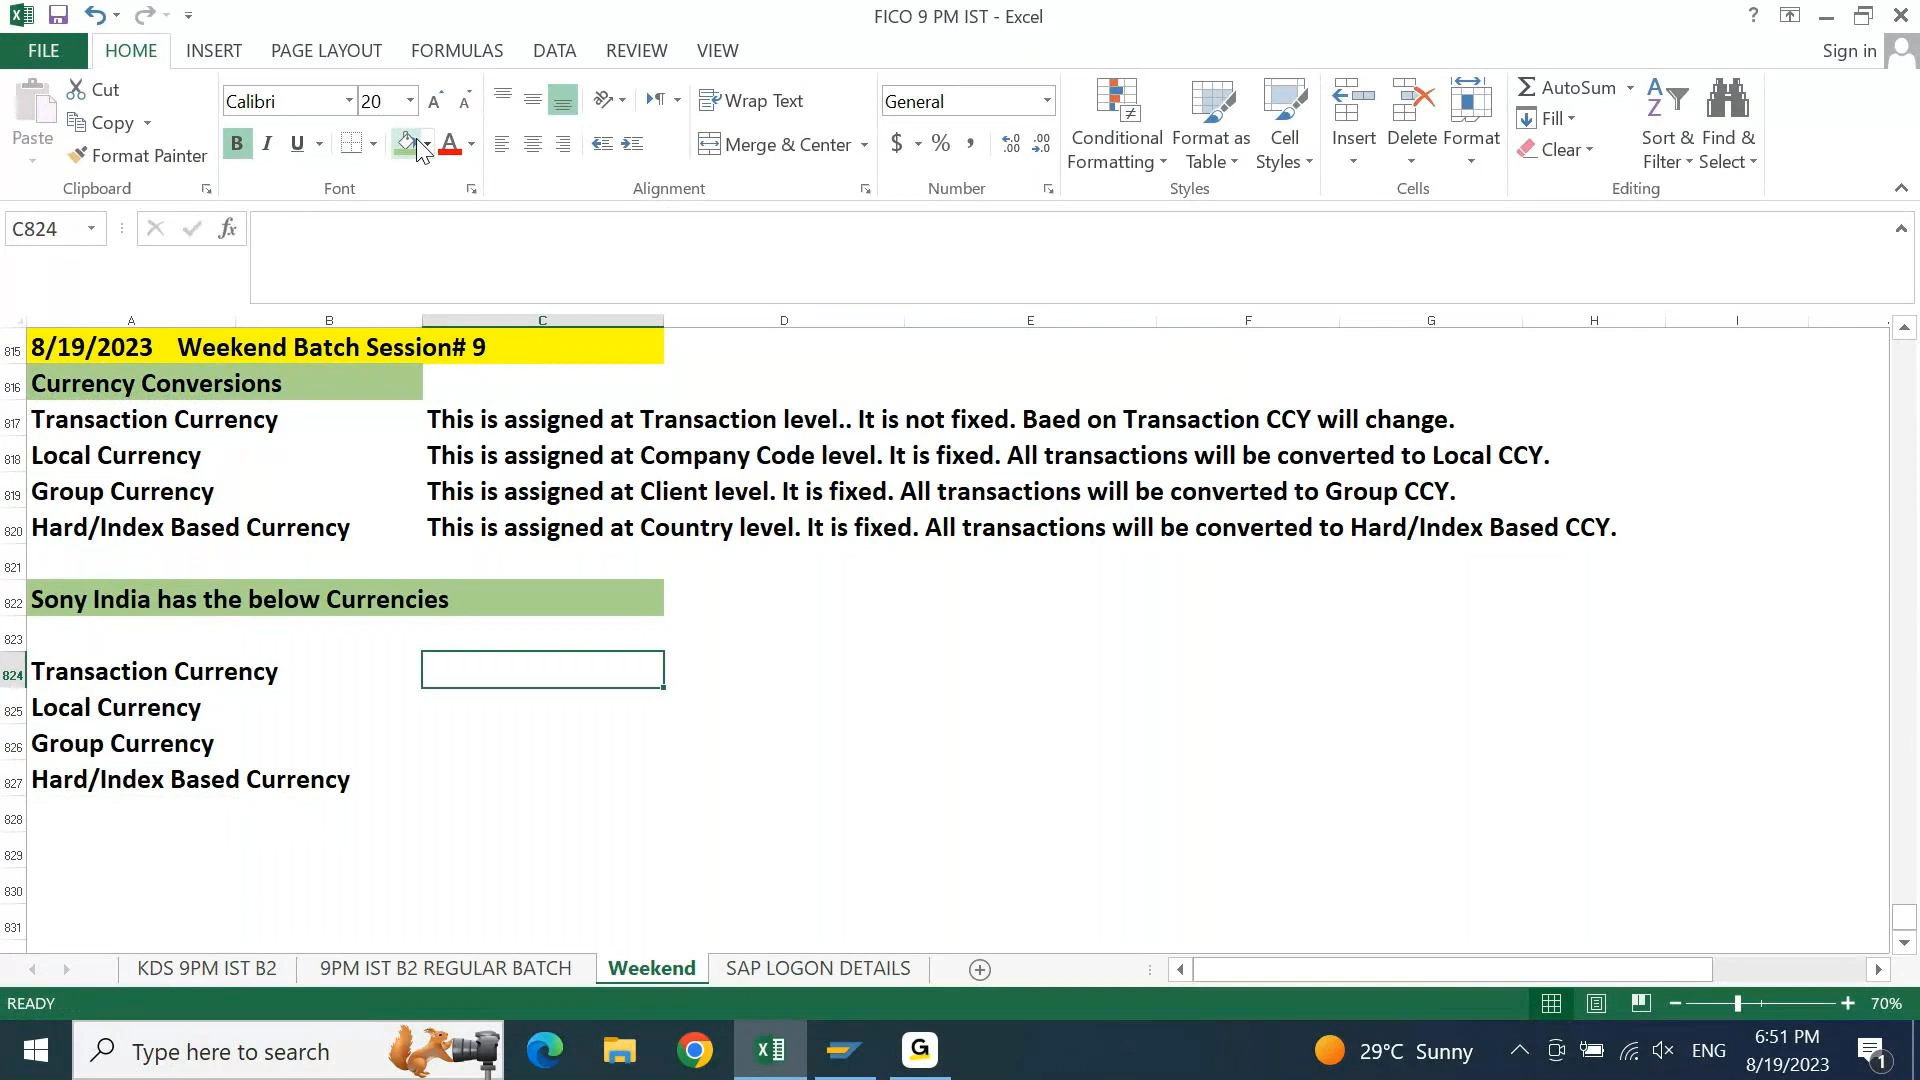 FICO 9 PM IST - Excel
FILE HOME INSERT PAGE LAYOUT FORMULAS DATA REVIEW VIEW Sign in
Paste Cut Copy Format Painter Clipboard
Calibri 20 B I U A Font
Wrap Text Merge & Center Alignment
General $ % , Number
Conditional Formatting Format as Table Cell Styles Styles
Insert Delete Format Cells
AutoSum Fill Clear Sort & Filter Find & Select Editing
C824 fx
A B C D E F G H I
815 8/19/2023 Weekend Batch Session# 9
816 Currency Conversions
817 Transaction Currency This is assigned at Transaction level.. It is not fixed. Baed on Transaction CCY will change.
818 Local Currency This is assigned at Company Code level. It is fixed. All transactions will be converted to Local CCY.
819 Group Currency This is assigned at Client level. It is fixed. All transactions will be converted to Group CCY.
820 Hard/Index Based Currency This is assigned at Country level. It is fixed. All transactions will be converted to Hard/Index Based CCY.
821
822 Sony India has the below Currencies
823
824 Transaction Currency
825 Local Currency
826 Group Currency
827 Hard/Index Based Currency
828
829
830
831
KDS 9PM IST B2 9PM IST B2 REGULAR BATCH Weekend SAP LOGON DETAILS
READY 70%
Type here to search 29°C Sunny ENG 6:51 PM
8/19/2023 1